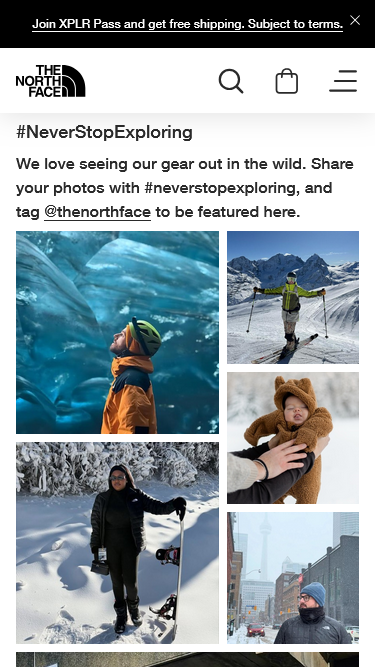 Join XPLR Pass and get free shipping. Subject to terms.
THE
NORTH
FACE
#NeverStopExploring
We love seeing our gear out in the wild. Share
your photos with #neverstopexploring, and
tag @thenorthface to be featured here.